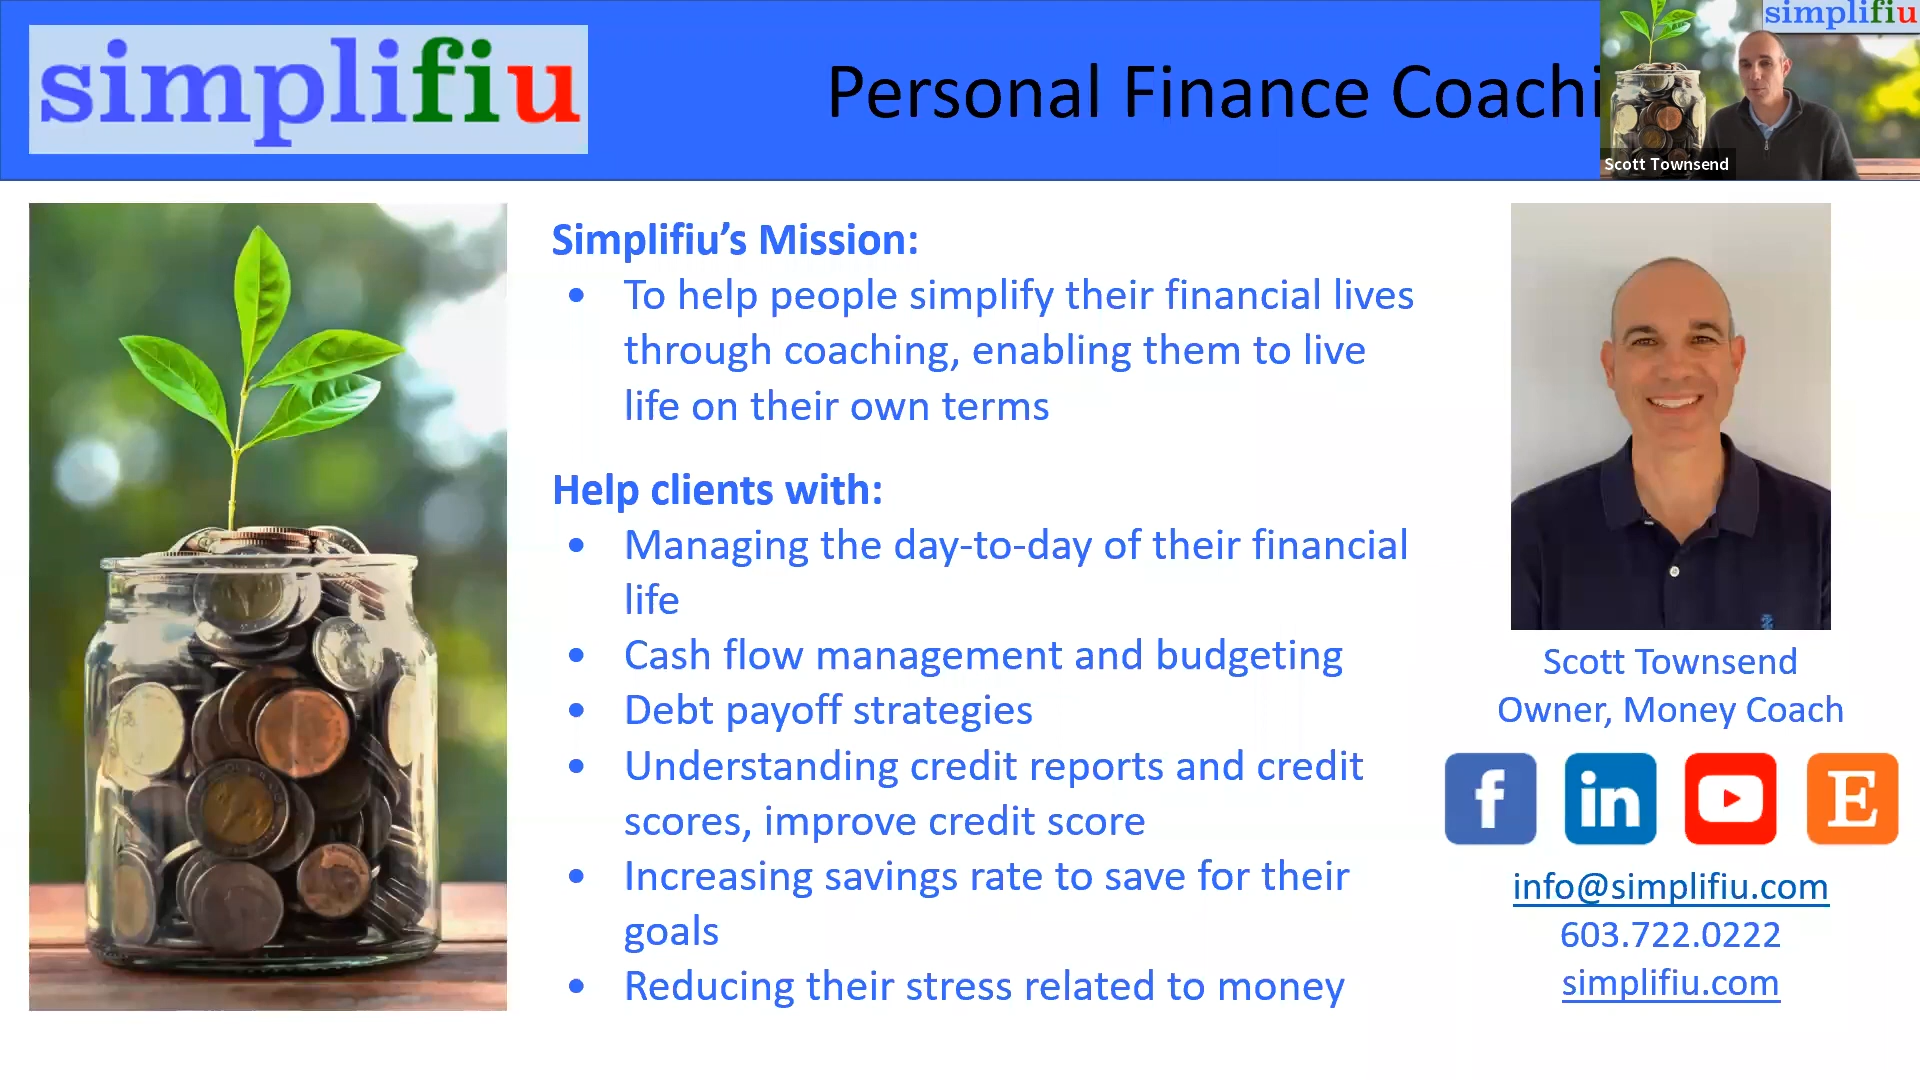 simplifiu
Personal Finance Coachi
simplifiu
Scott Townsend
Simplifiu’s Mission:
• To help people simplify their financial lives
through coaching, enabling them to live
life on their own terms
Help clients with:
• Managing the day-to-day of their financial
life
• Cash flow management and budgeting
• Debt payoff strategies
• Understanding credit reports and credit
scores, improve credit score
• Increasing savings rate to save for their
goals
• Reducing their stress related to money
Scott Townsend
Owner, Money Coach
f
in
E
info@simplifiu.com
603.722.0222
simplifiu.com